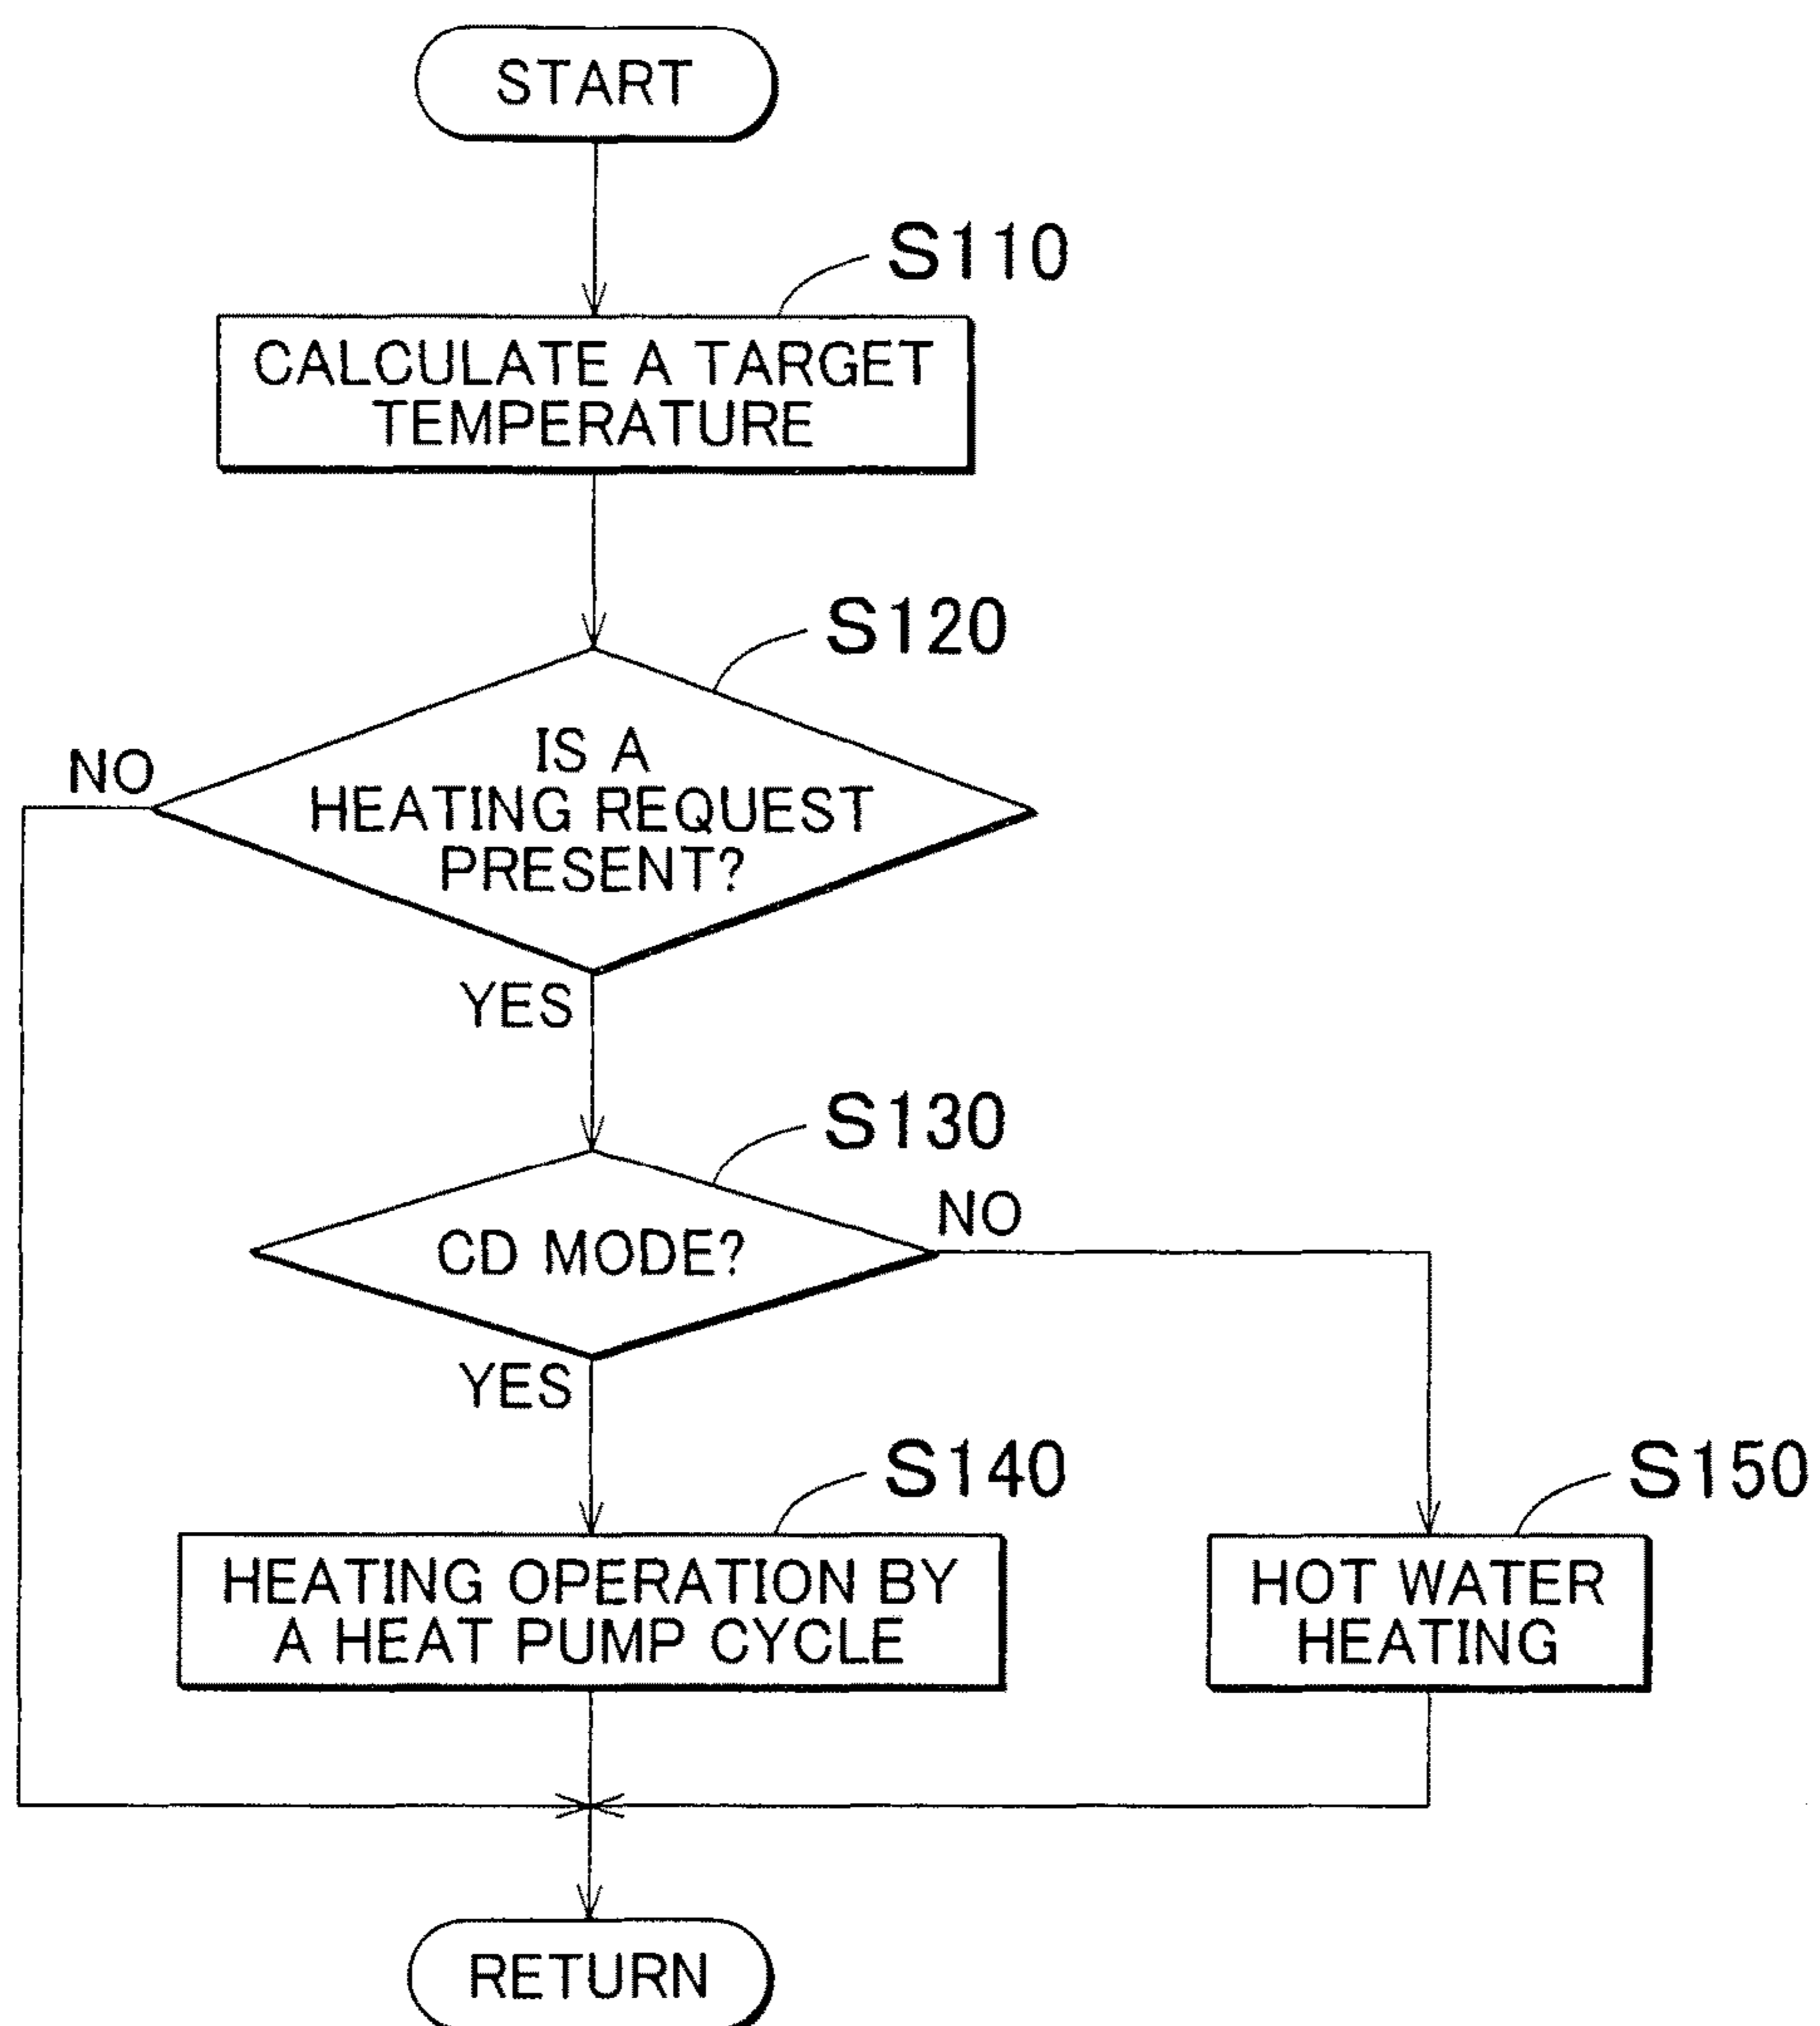 START
S110
CALCULATE A TARGET
TEMPERATURE
S120
IS A
HEATING REQUEST
PRESENT?
NO
YES
S130
CD MODE?
NO
YES
S140
HEATING OPERATION BY
A HEAT PUMP CYCLE
S150
HOT WATER
HEATING
RETURN